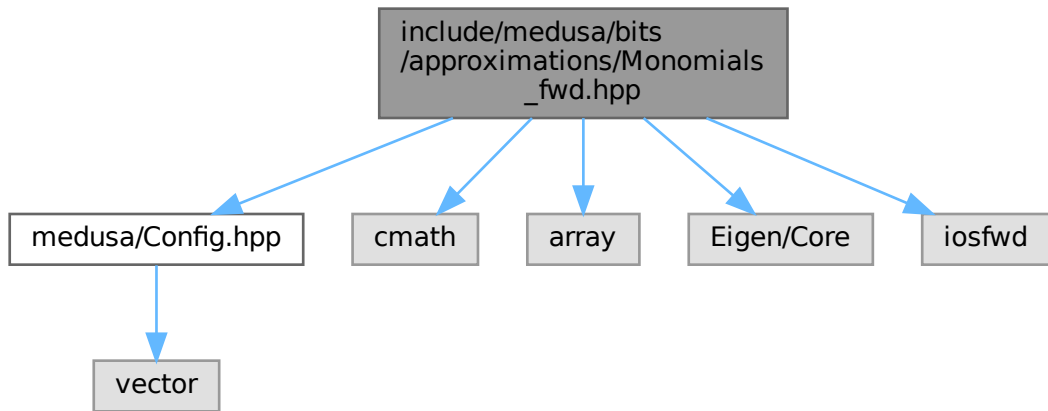 include/medusa/bits
/approximations/Monomials
_fwd.hpp
medusa/Config.hpp
cmath
array
Eigen/Core
iosfwd
vector